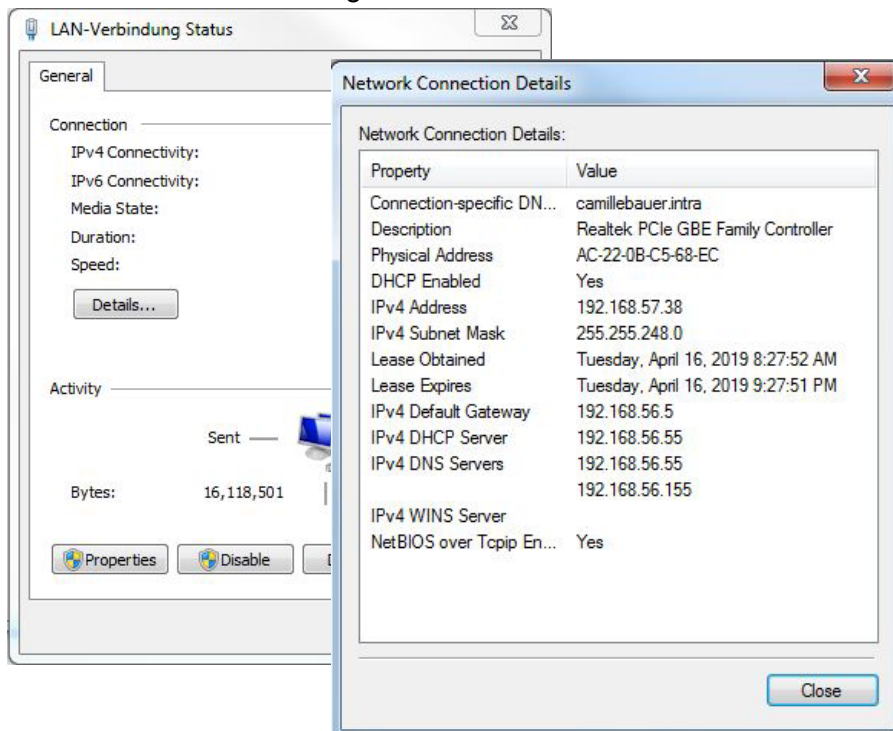 LAN-Verbindung Status
General
Connection
IPv4 Connectivity:
IPv6 Connectivity:
Media State:
Duration:
Speed:
Details...
Activity
Sent
Bytes: 16,118,501
Properties Disable
Network Connection Details
Network Connection Details:
Property Value
Connection-specific DN... camillebauer.intra
Description Realtek PCIe GBE Family Controller
Physical Address AC-22-0B-C5-68-EC
DHCP Enabled Yes
IPv4 Address 192.168.57.38
IPv4 Subnet Mask 255.255.248.0
Lease Obtained Tuesday, April 16, 2019 8:27:52 AM
Lease Expires Tuesday, April 16, 2019 9:27:51 PM
IPv4 Default Gateway 192.168.56.5
IPv4 DHCP Server 192.168.56.55
IPv4 DNS Servers 192.168.56.55
192.168.56.155
IPv4 WINS Server
NetBIOS over Tcpip En... Yes
Close